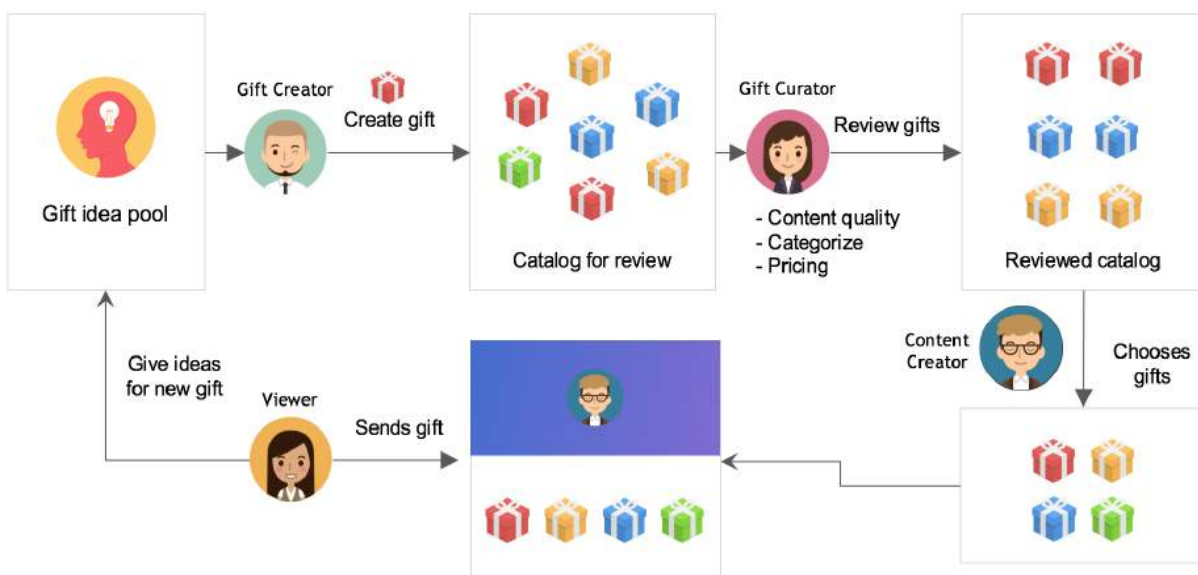 Gift idea pool
Gift Creator
Create gift
Catalog for review
Gift Curator
Review gifts
- Content quality
- Categorize
- Pricing
Reviewed catalog
Content
Creator
Chooses
gifts
Give ideas
for new gift
Viewer
Sends gift